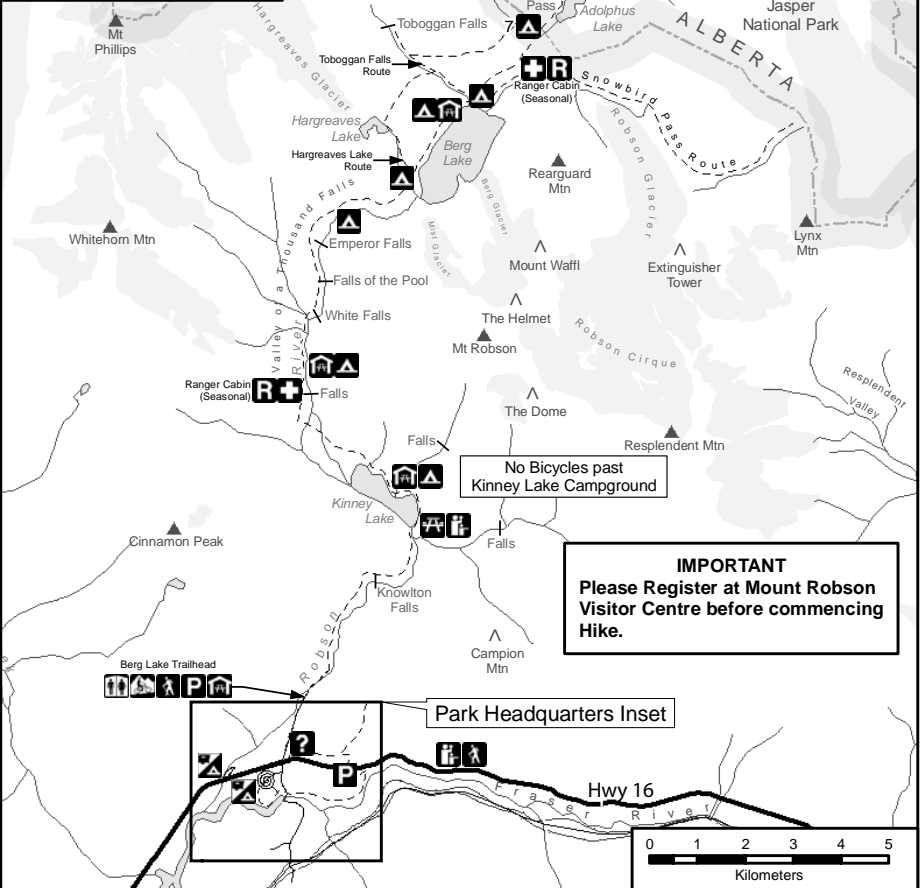 Pass
Adolphus
Lake
Jasper
National Park
Mt
Phillips
Hargreaves Glacier
Toboggan Falls
7
ALBERTA
Toboggan Falls
Route
R
Ranger Cabin
(Seasonal)
Snowbird Pass Route
Hargreaves
Lake
Berg
Lake
Robson Glacier
Hargreaves Lake
Route
Rearguard
Mtn
Valley of a Thousand Falls
Berg Glacier
Mist Glacier
Whitehorn Mtn
Emperor Falls
Lynx
Mtn
Mount Waffl
Extinguisher
Tower
Falls of the Pool
The Helmet
White Falls
River
Mt Robson
Robson Cirque
Ranger Cabin
(Seasonal)
R
Falls
Resplendent
Valley
The Dome
Falls
Resplendent Mtn
No Bicycles past
Kinney Lake Campground
Kinney
Lake
Cinnamon Peak
Falls
IMPORTANT
Please Register at Mount Robson
Visitor Centre before commencing
Hike.
Knowlton
Falls
Robson
Campion
Mtn
Berg Lake Trailhead
P
Park Headquarters Inset
?
P
Hwy 16
Fraser River
0 1 2 3 4 5
Kilometers